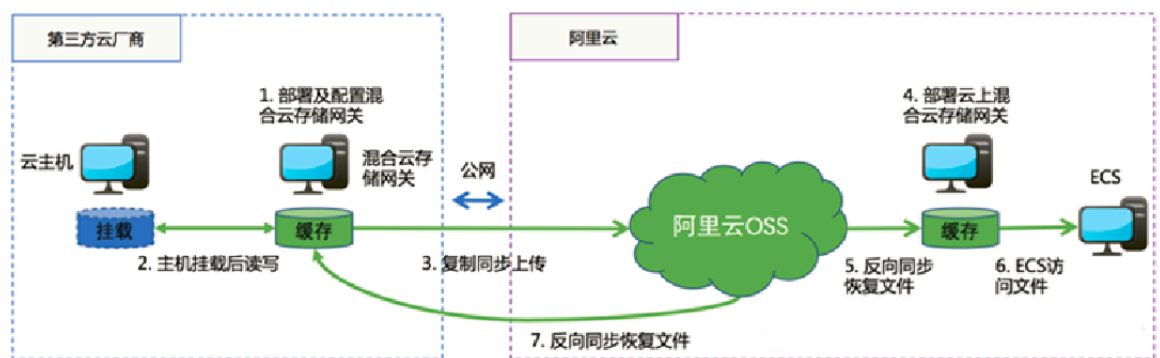 第三方云厂商
阿里云
1. 部署及配置混
合云存储网关
4. 部署云上混
合云存储网关
云主机
混合云存
储网关
公网
ECS
挂载
缓存
阿里云OSS
缓存
2. 主机挂载后读写
3. 复制同步上传
5. 反向同步
恢复文件
6. ECS访
问文件
7. 反向同步恢复文件